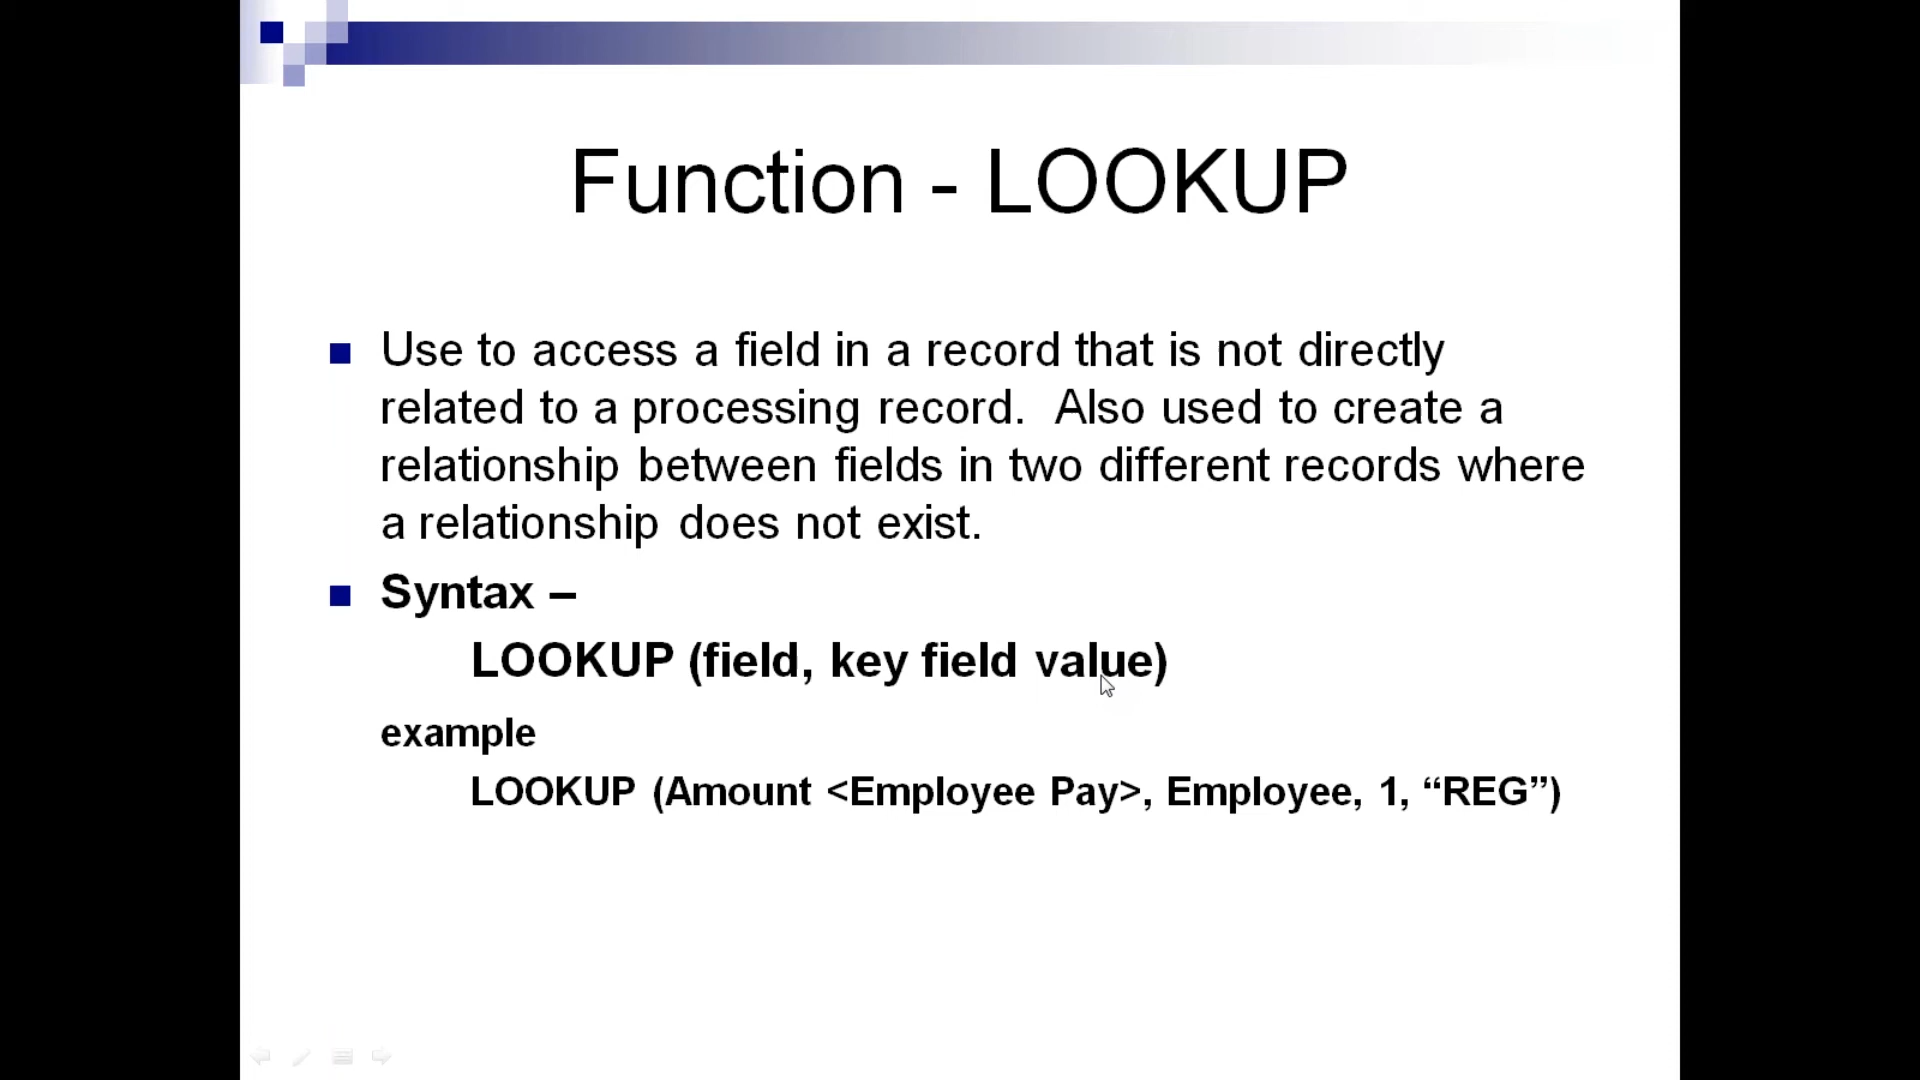 Function - LOOKUP
Use to access a field in a record that is not directly
related to a processing record.  Also used to create a
relationship between fields in two different records where
a relationship does not exist.
Syntax –
LOOKUP (field, key field value)
example
LOOKUP (Amount <Employee Pay>, Employee, 1, “REG”)